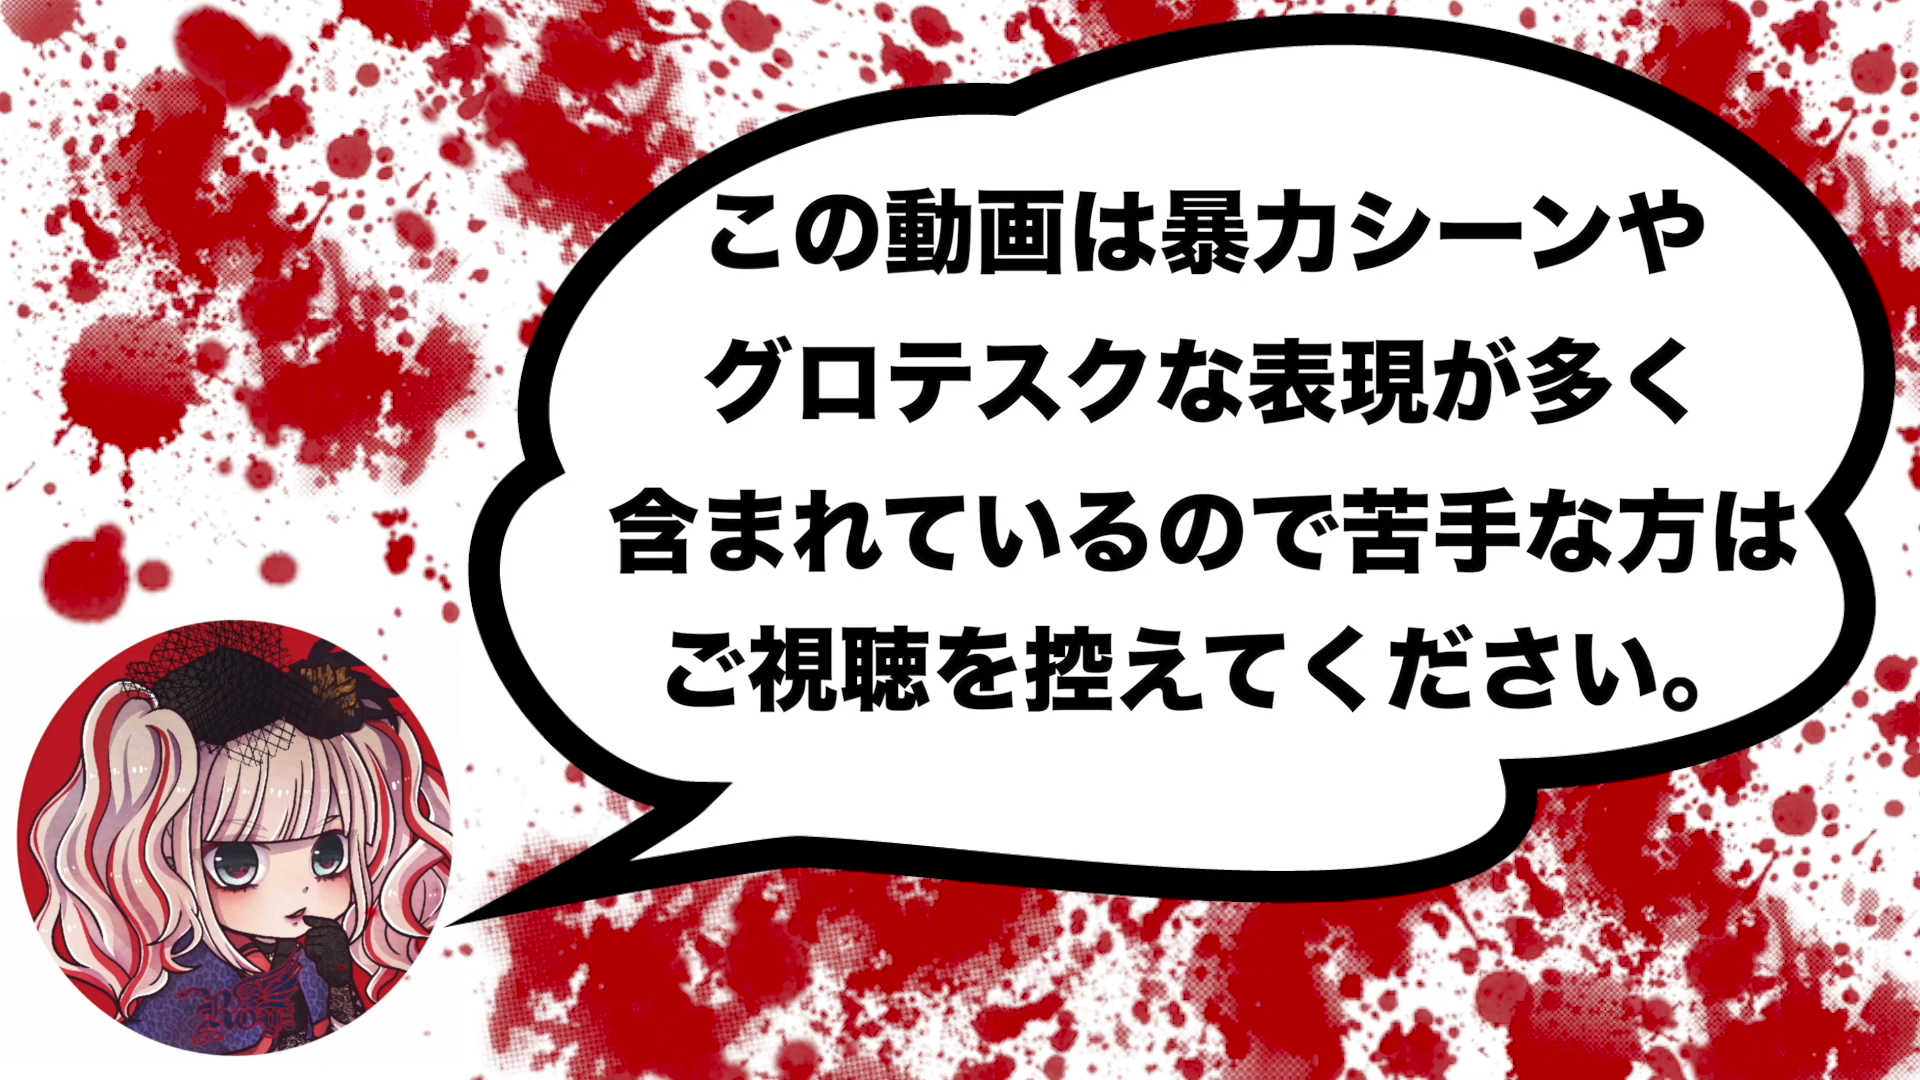 この動画は暴力シーンや
グロテスクな表現が多く
含まれているので苦手な方は
ご視聴を控えてください。